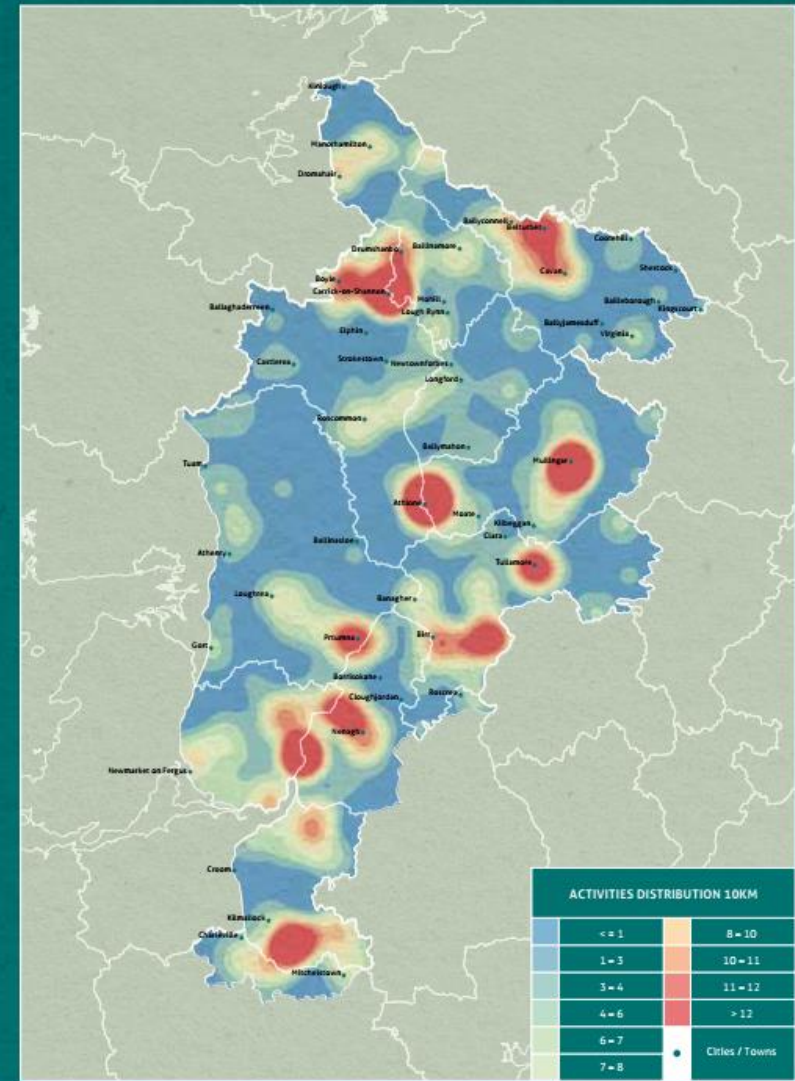 Kinlough
Manorhamilton
Dromahair
Ballyconnell
Belturbet
Drumshanbo
Ballinamore
Cootehill
Cavan
Shercock
Boyle
Carrick-on-Shannon
Mohill
Bailieborough
Ballaghaderreen
Lough Rynn
Kingscourt
Ballyjamesduff
Elphin
Virginia
Castlerea
Strokestown
Newtownforbes
Longford
Roscommon
Ballymahon
Tuam
Mullingar
Athlone
Moate
Kilbeggan
Clara
Ballinasloe
Athenry
Tullamore
Loughrea
Banagher
Portumna
Birr
Gort
Borrisokane
Cloughjordan
Roscrea
Nenagh
Newmarket on Fergus
Croom
Kilmallock
Charleville
Mitchelstown
ACTIVITIES DISTRIBUTION 10KM
< = 1
8 - 10
1 - 3
10 - 11
3 - 4
11 - 12
4 - 6
> 12
6 - 7
Cities / Towns
7 - 8